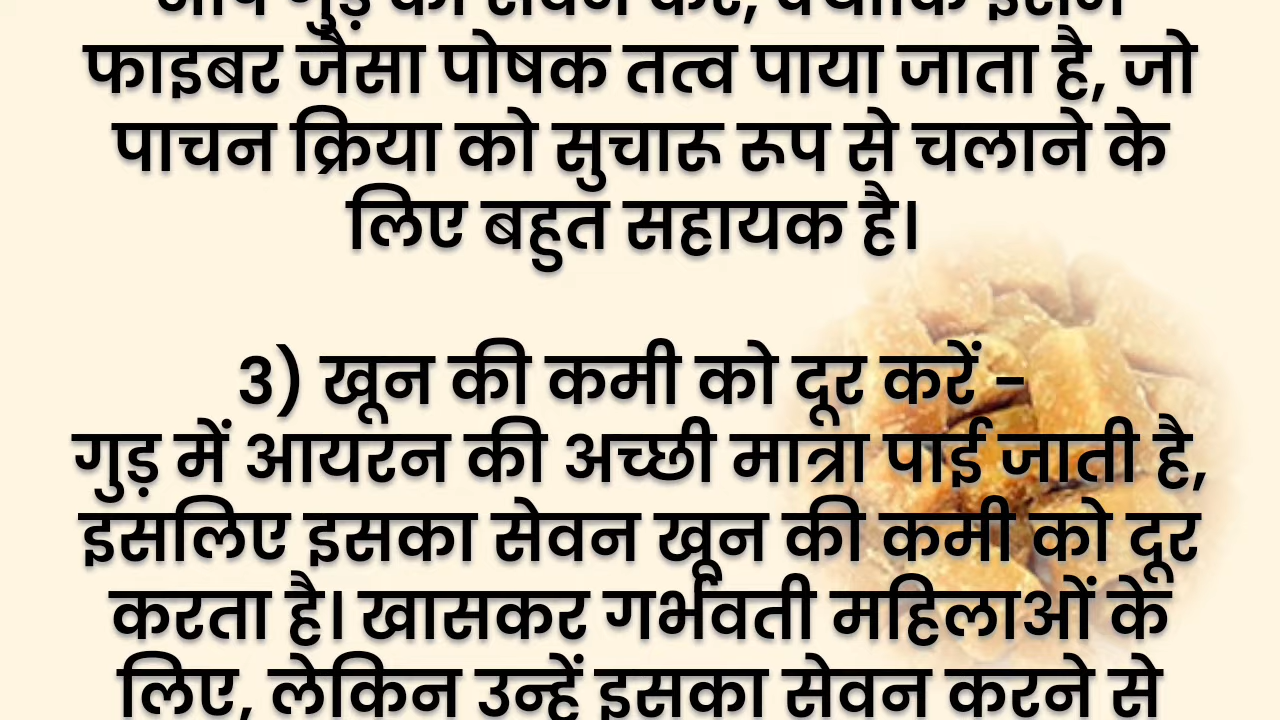 फाइबर जैसा पोषक तत्व पाया जाता है, जो
पाचन क्रिया को सुचारू रूप से चलाने के
लिए बहुत सहायक है।
3) खून की कमी को दूर करें -
गुड़ में आयरन की अच्छी मात्रा पाई जाती है,
इसलिए इसका सेवन खून की कमी को दूर
करता है। खासकर गर्भवती महिलाओं के
लिए, लेकिन उन्हें इसका सेवन करने से